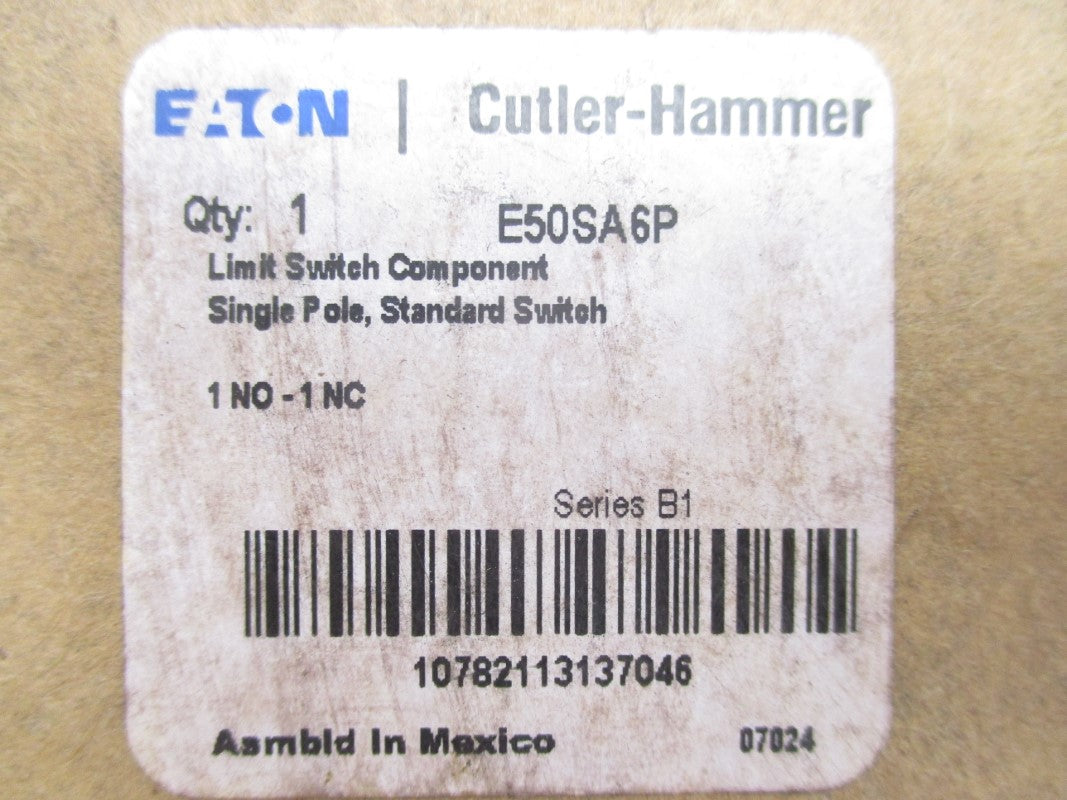 EATON | Cutler-Hammer
Qty: 1 E50SA6P
Limit Switch Component
Single Pole, Standard Switch
1 NO - 1 NC
Series B1
10782113137046
Asmbld In Mexico 07024